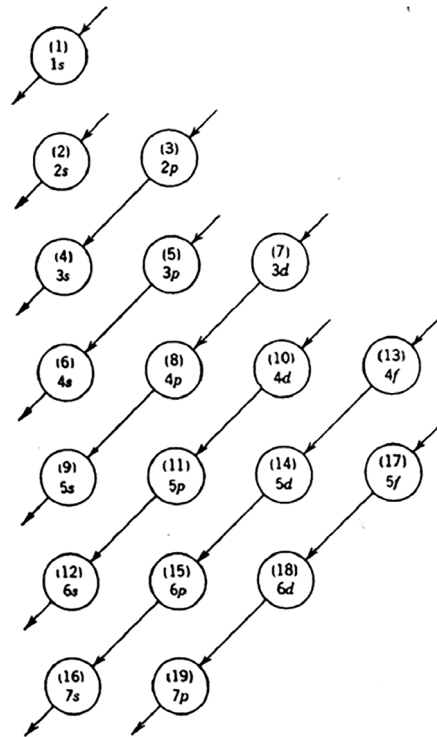 (1)
1s
(2)
2s
(3)
2p
(4)
3s
(5)
3p
(7)
3d
(6)
4s
(8)
4p
(10)
4d
(13)
4f
(9)
5s
(11)
5p
(14)
5d
(17)
5f
(12)
6s
(15)
6p
(18)
6d
(16)
7s
(19)
7p